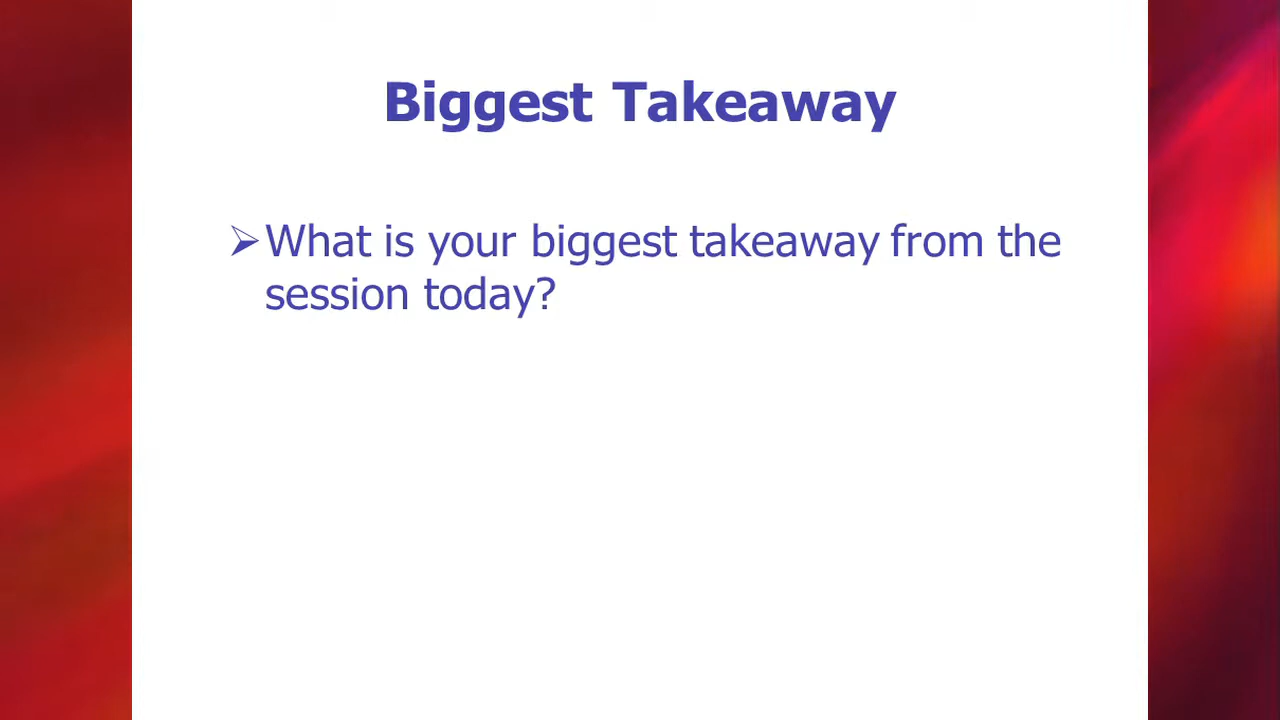 Biggest Takeaway
➢What is your biggest takeaway from the
session today?